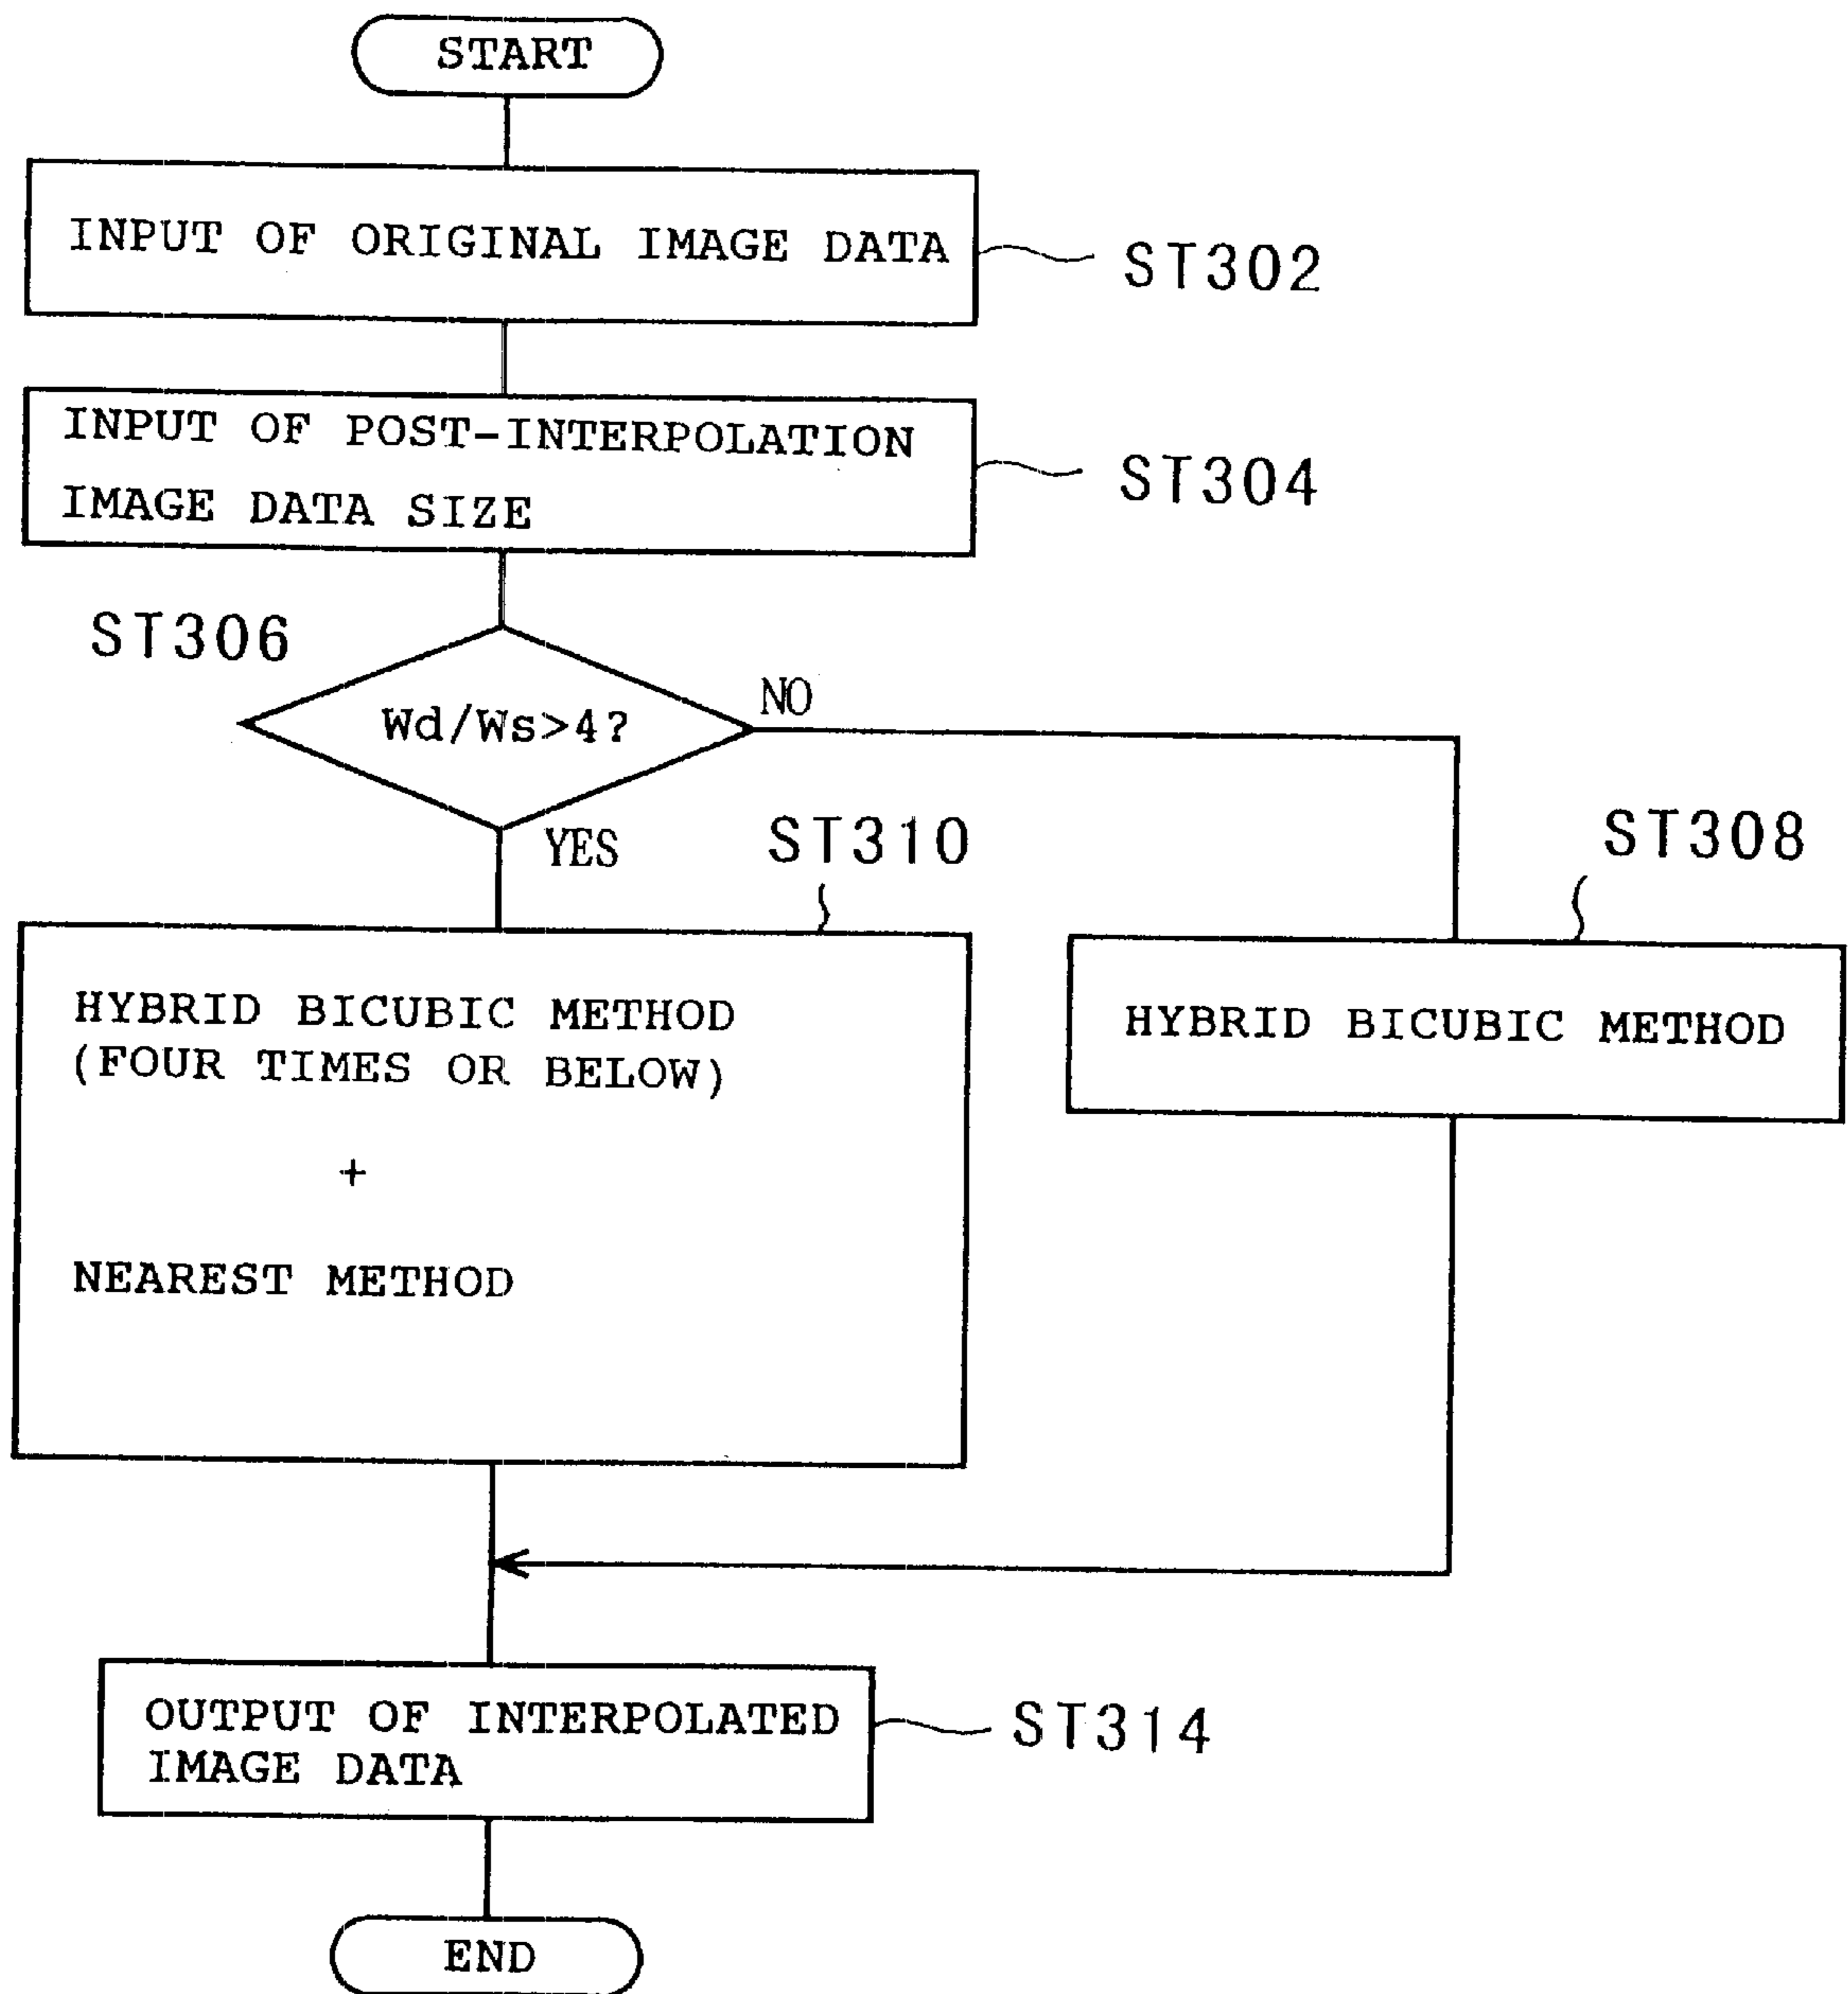 START
INPUT OF ORIGINAL IMAGE DATA
ST302
INPUT OF POST-INTERPOLATION
IMAGE DATA SIZE
ST304
ST306
Wd/Ws>4?
NO
YES
ST310
ST308
HYBRID BICUBIC METHOD
(FOUR TIMES OR BELOW)
+
NEAREST METHOD
HYBRID BICUBIC METHOD
OUTPUT OF INTERPOLATED
IMAGE DATA
ST314
END